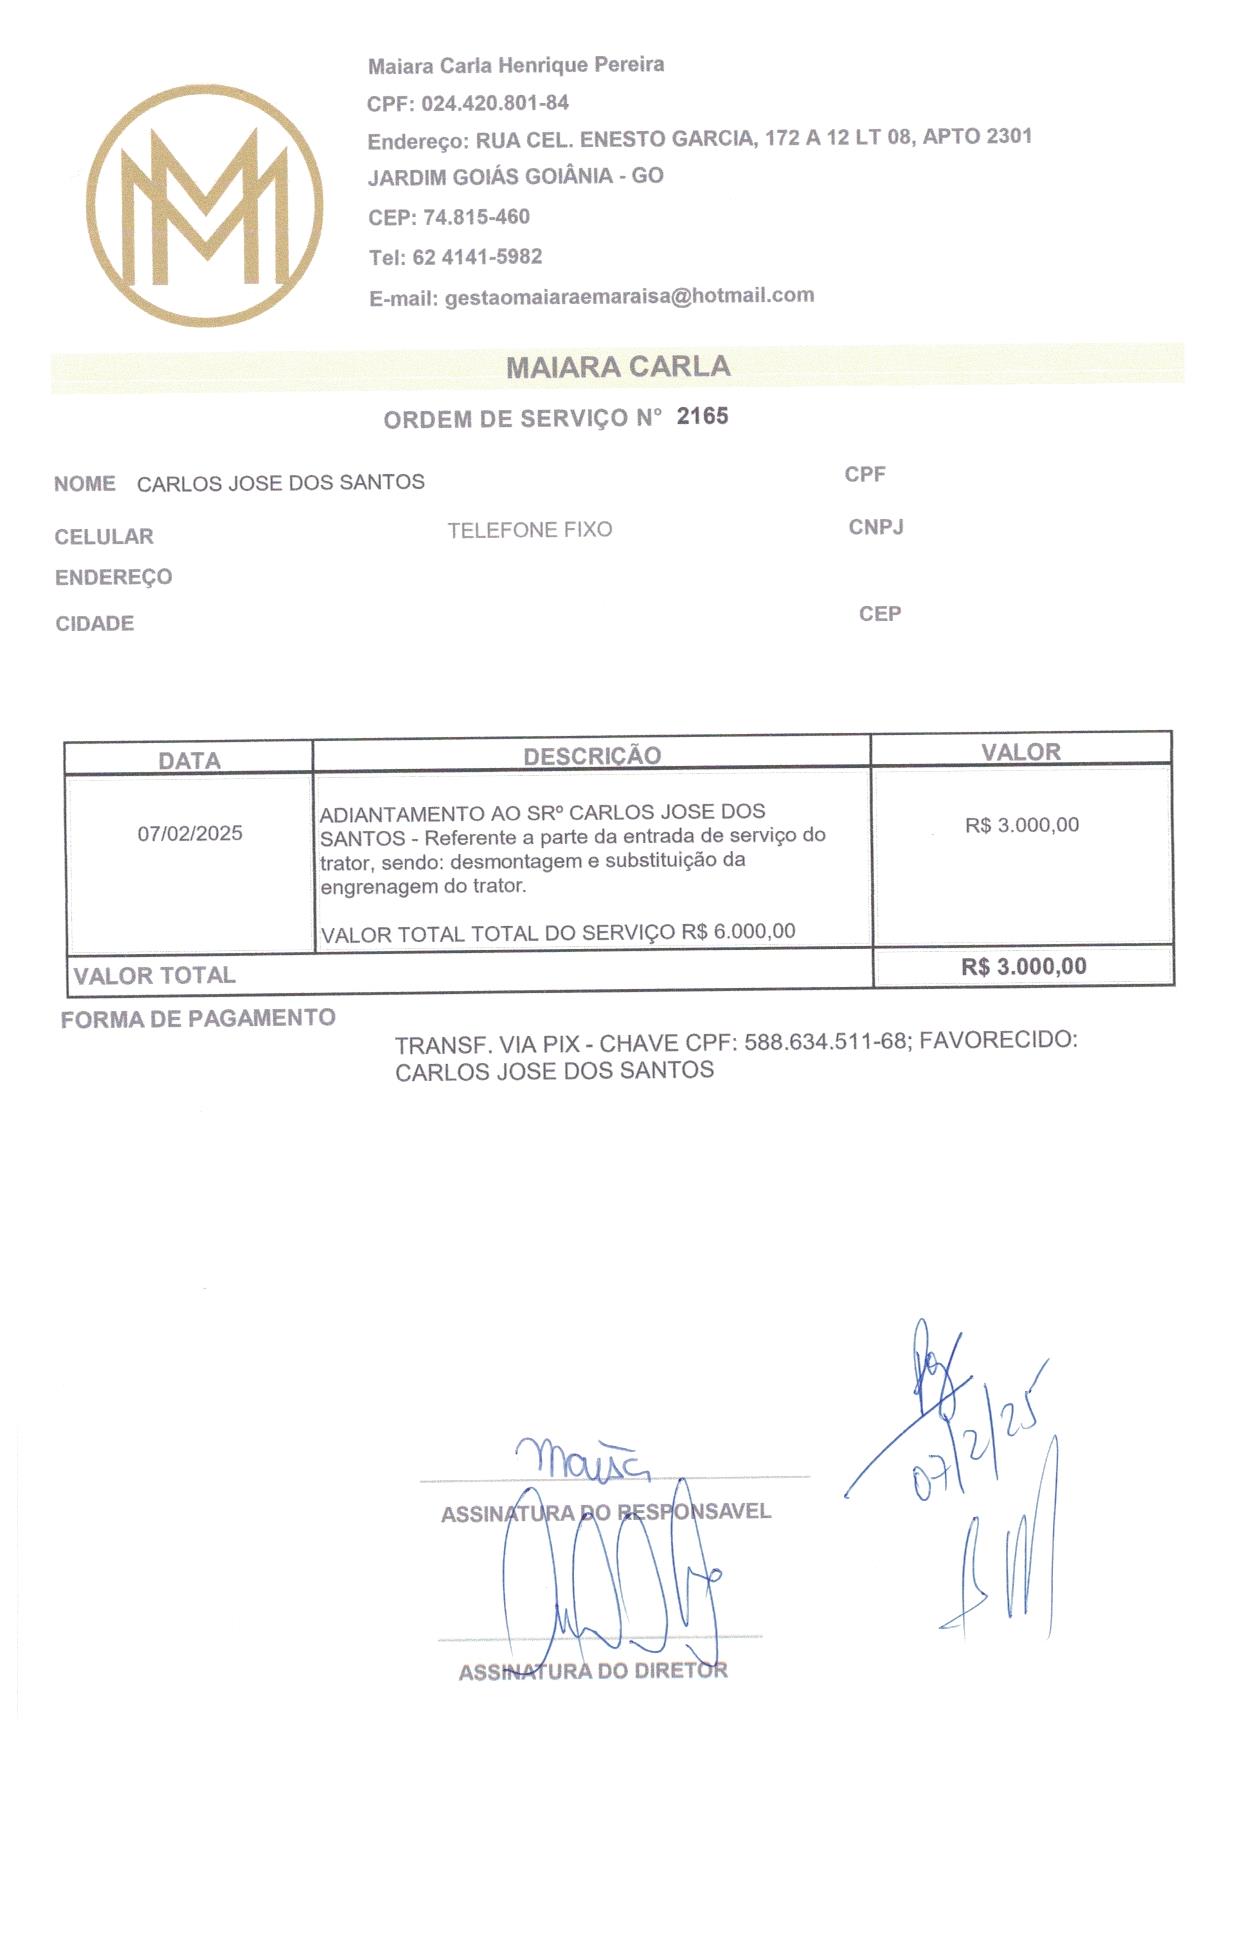 Maiara Carla Henrique Pereira
CPF: 024.420.801-84
Endereço: RUA CEL. ENESTO GARCIA, 172 A 12 LT 08, APTO 2301
JARDIM GOIÁS GOIÂNIA - GO
CEP: 74.815-460
Tel: 62 4141-5982
E-mail: gestaomaiaraemaraisa@hotmail.com
MM
MAIARA CARLA
ORDEM DE SERVIÇO N° 2165
NOME CARLOS JOSE DOS SANTOS CPF
CELULAR TELEFONE FIXO CNPJ
ENDEREÇO
CIDADE CEP
DATA DESCRIÇÃO VALOR
07/02/2025
ADIANTAMENTO AO SRº CARLOS JOSE DOS
SANTOS - Referente a parte da entrada de serviço do
trator, sendo: desmontagem e substituição da
engrenagem do trator.
VALOR TOTAL TOTAL DO SERVIÇO R$ 6.000,00
R$ 3.000,00
VALOR TOTAL R$ 3.000,00
FORMA DE PAGAMENTO
TRANSF. VIA PIX - CHAVE CPF: 588.634.511-68; FAVORECIDO:
CARLOS JOSE DOS SANTOS
Pg
07/2/25
ASSINATURA DO RESPONSAVEL
ASSINATURA DO DIRETOR